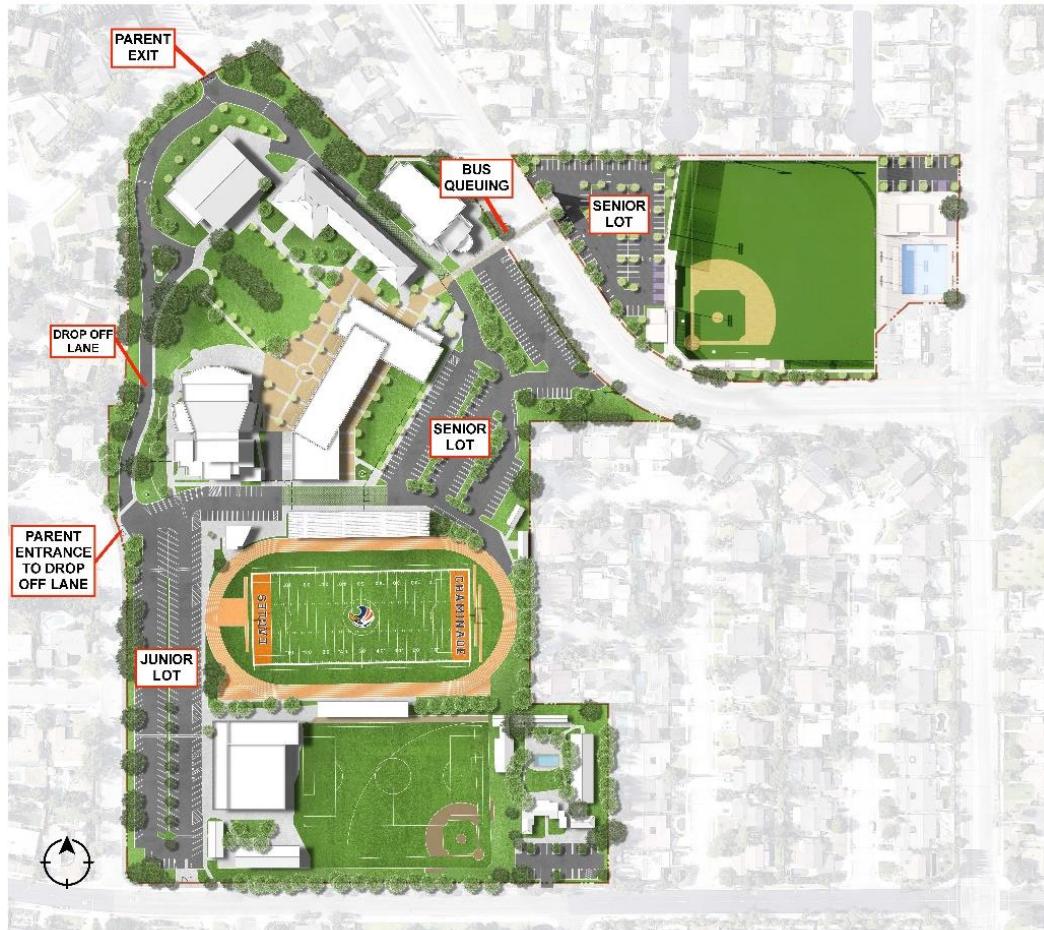 PARENT
EXIT
BUS
QUEUING
SENIOR
LOT
DROP OFF
LANE
SENIOR
LOT
PARENT
ENTRANCE
TO DROP
OFF LANE
EAGLES
CHAMINADE
JUNIOR
LOT